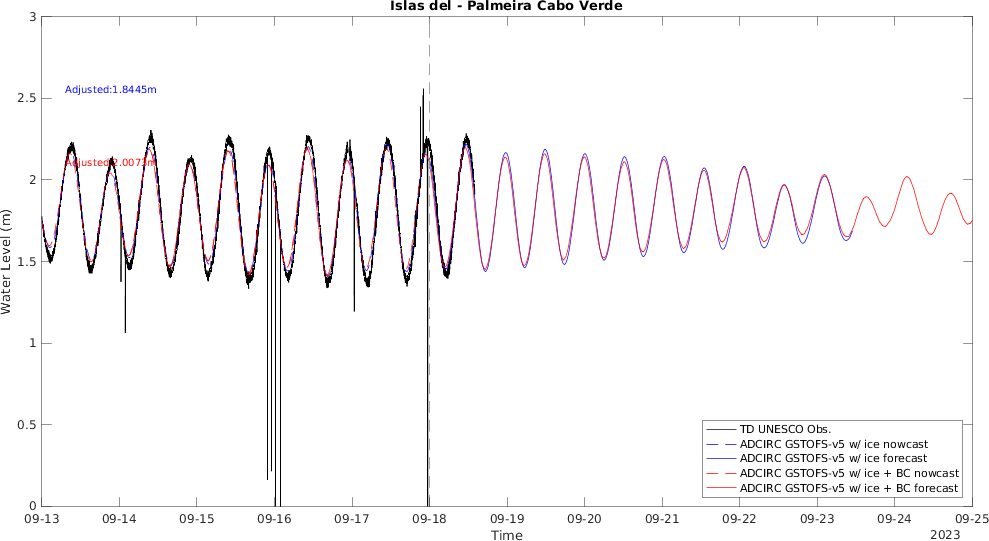 Islas del - Palmeira Cabo Verde
3
2.5
2
1.5
1
0.5
0
Water Level (m)
Adjusted:1.8445m
Adjusted:2.0073m
TD UNESCO Obs.
ADCIRC GSTOFS-v5 w/ ice nowcast
ADCIRC GSTOFS-v5 w/ ice forecast
ADCIRC GSTOFS-v5 w/ ice + BC nowcast
ADCIRC GSTOFS-v5 w/ ice + BC forecast
09-13 09-14 09-15 09-16 09-17 09-18 09-19 09-20 09-21 09-22 09-23 09-24 09-25
Time
2023